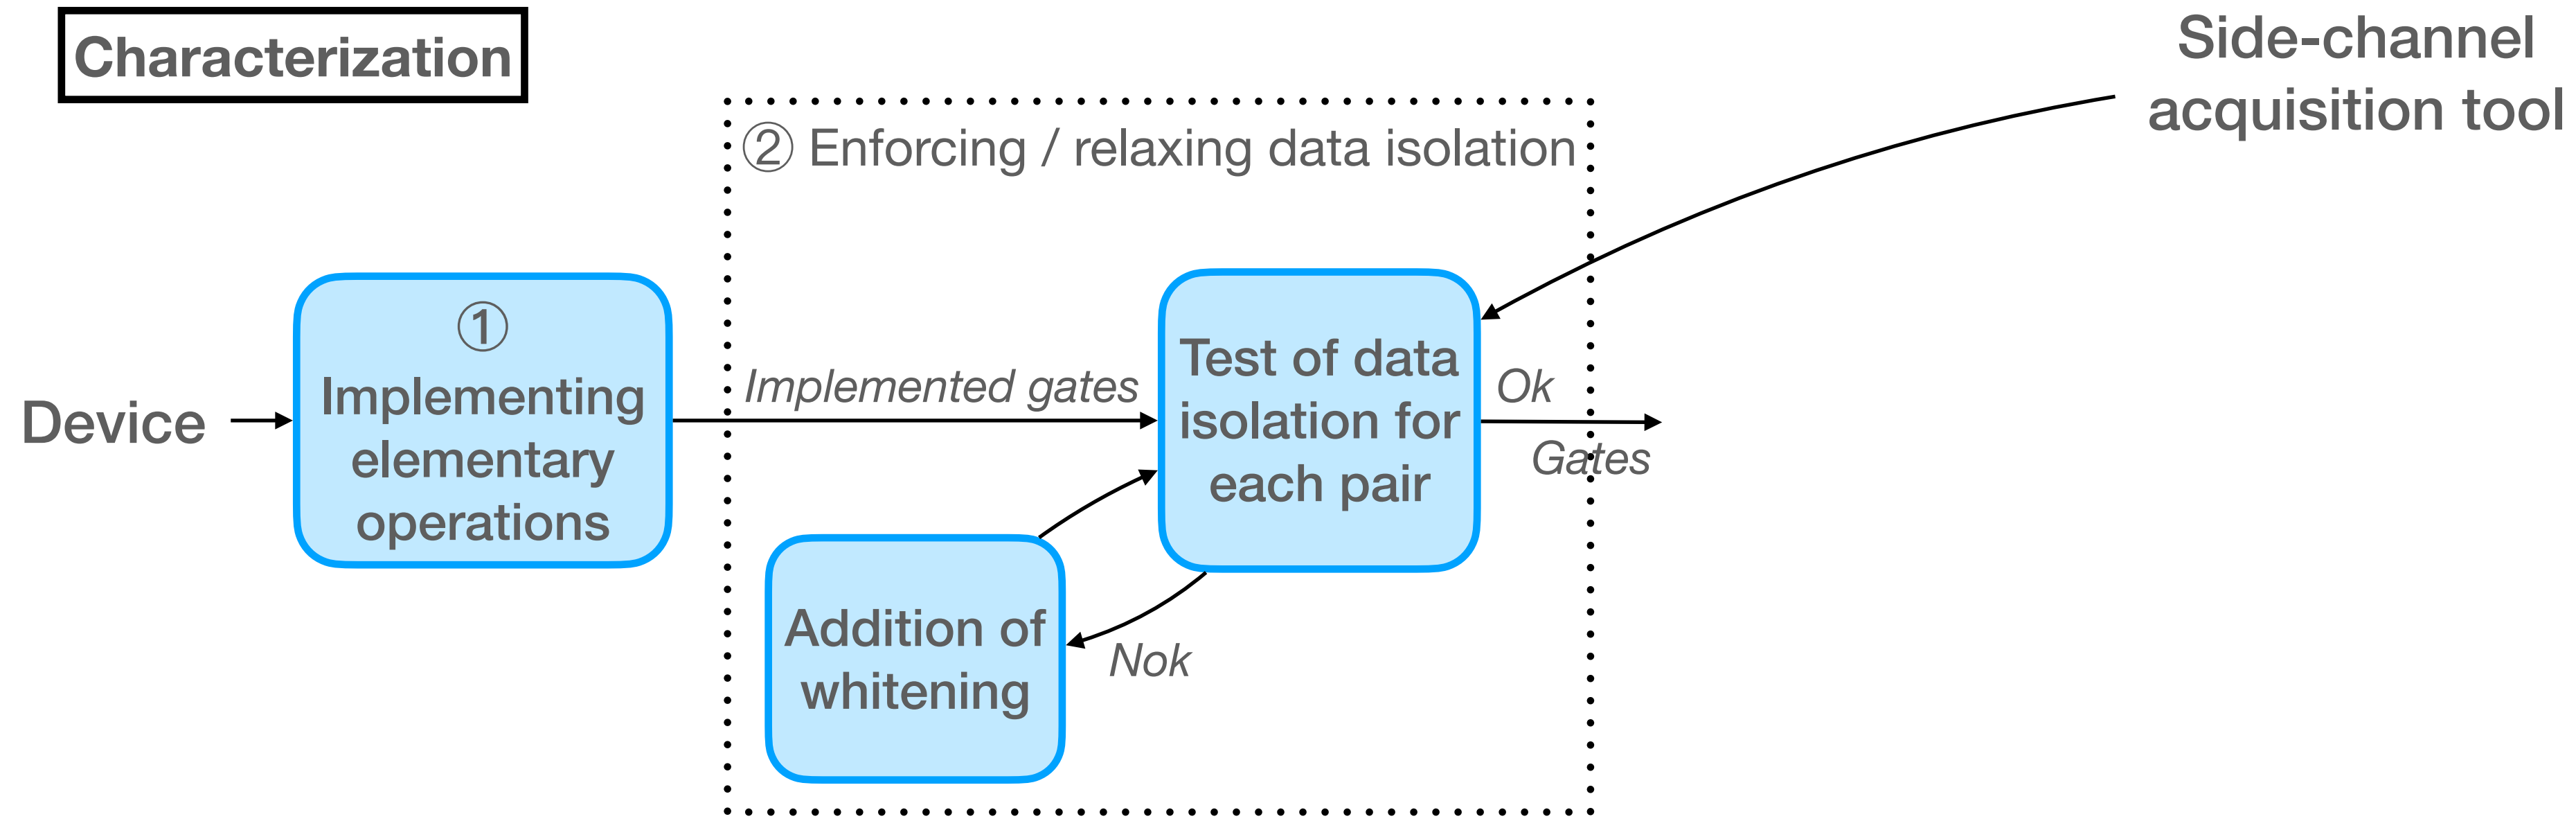 Characterization
Side-channel
acquisition tool
② Enforcing / relaxing data isolation
①
Implementing
elementary
operations
Device
Implemented gates
Test of data
isolation for
each pair
Ok
Gates
Addition of
whitening
Nok